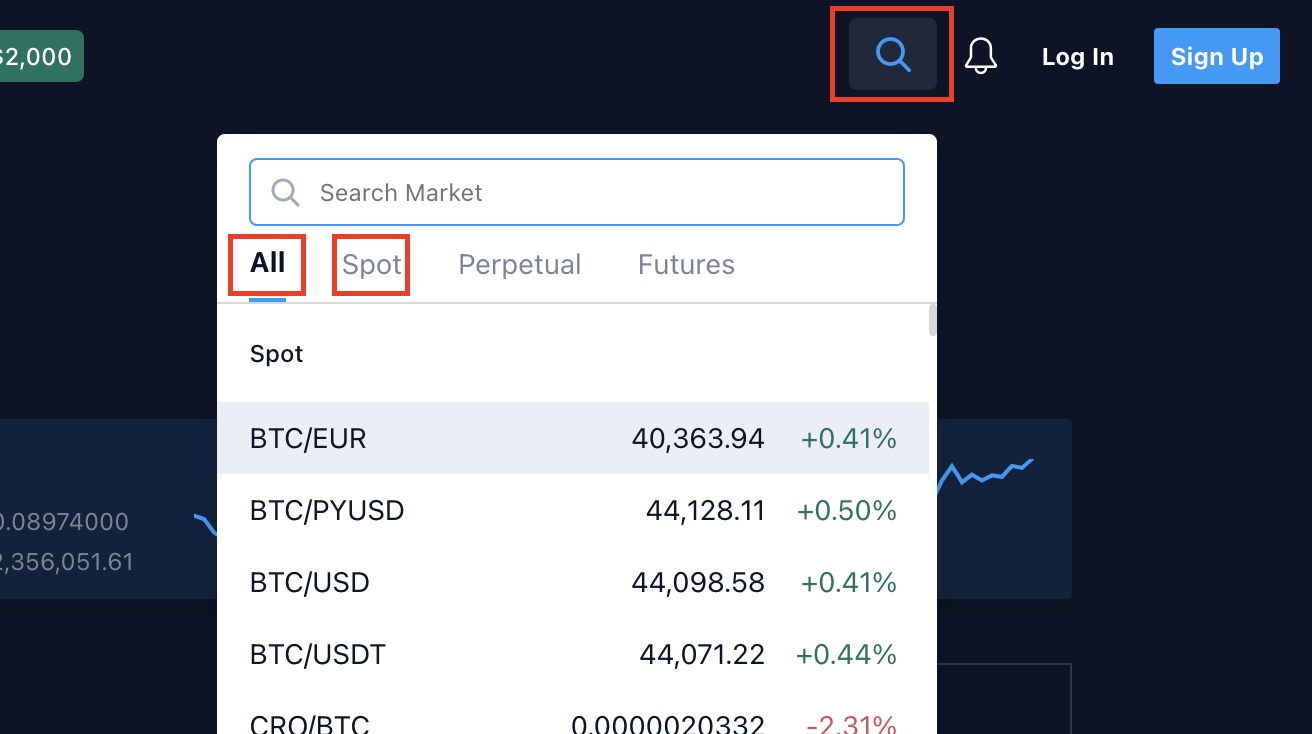 $2,000
Log In
Sign Up
Search Market
All Spot Perpetual Futures
Spot
BTC/EUR 40,363.94 +0.41%
BTC/PYUSD 44,128.11 +0.50%
0.08974000
BTC/USD 44,098.58 +0.41%
2,356,051.61
BTC/USDT 44,071.22 +0.44%
CRO/BTC 0.0000020332 -2.31%